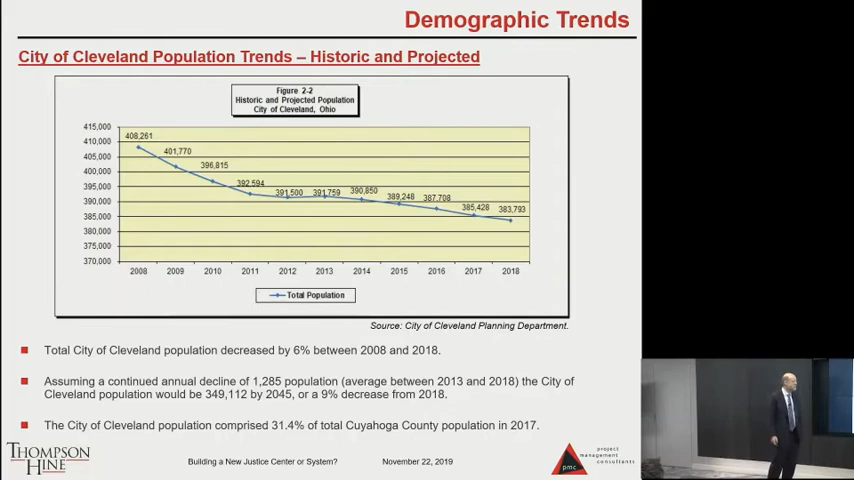 Demographic Trends
City of Cleveland Population Trends – Historic and Projected
Figure 2-2
Historic and Projected Population
City of Cleveland, Ohio
415,000
410,000
405,000
400,000
395,000
390,000
385,000
380,000
375,000
370,000
408,261
401,770
396,815
392,594
391,500
391,759
390,850
389,248
387,708
385,428
383,793
2008 2009 2010 2011 2012 2013 2014 2015 2016 2017 2018
Total Population
Source: City of Cleveland Planning Department.
Total City of Cleveland population decreased by 6% between 2008 and 2018.
Assuming a continued annual decline of 1,285 population (average between 2013 and 2018) the City of
Cleveland population would be 349,112 by 2045, or a 9% decrease from 2018.
The City of Cleveland population comprised 31.4% of total Cuyahoga County population in 2017.
THOMPSON
HINE
Building a New Justice Center or System? November 22, 2019
pmc
project
management
consultants